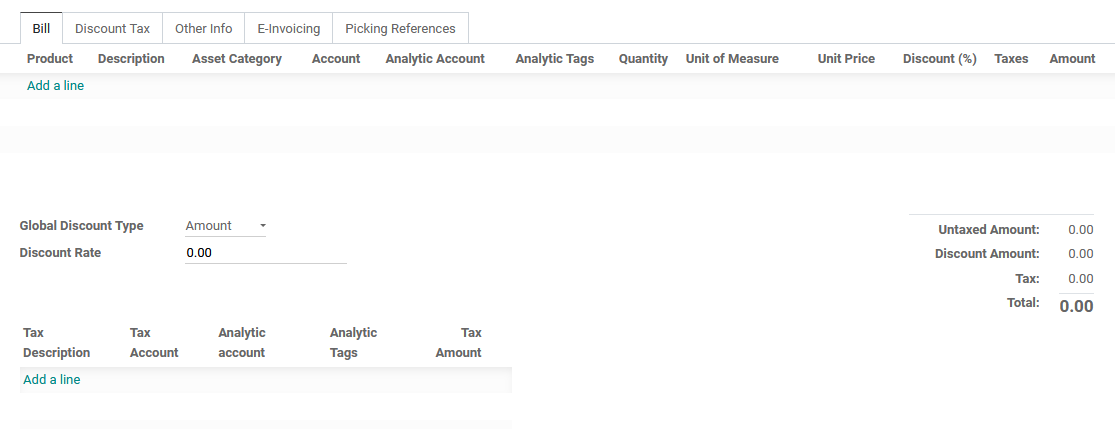 Bill Discount Tax Other Info E-Invoicing Picking References
Product Description Asset Category Account Analytic Account Analytic Tags Quantity Unit of Measure Unit Price Discount (%) Taxes Amount
Add a line
Global Discount Type Amount
Discount Rate 0.00
Untaxed Amount: 0.00
Discount Amount: 0.00
Tax: 0.00
Total: 0.00
Tax Description Tax Account Analytic account Analytic Tags Tax Amount
Add a line